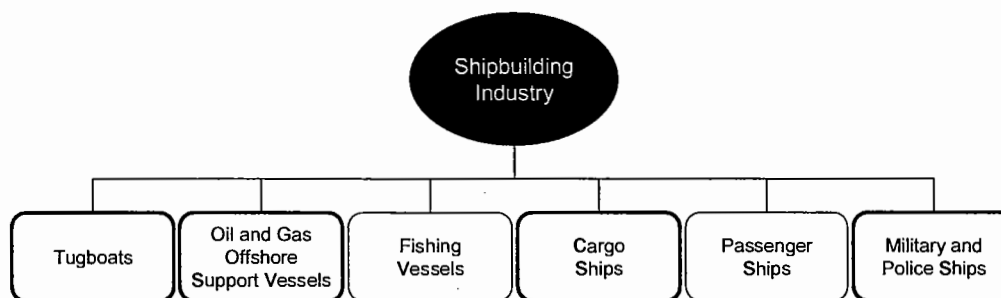 Shipbuilding
Industry
Tugboats
Oil and Gas
Offshore
Support Vessels
Fishing
Vessels
Cargo
Ships
Passenger
Ships
Military and
Police Ships